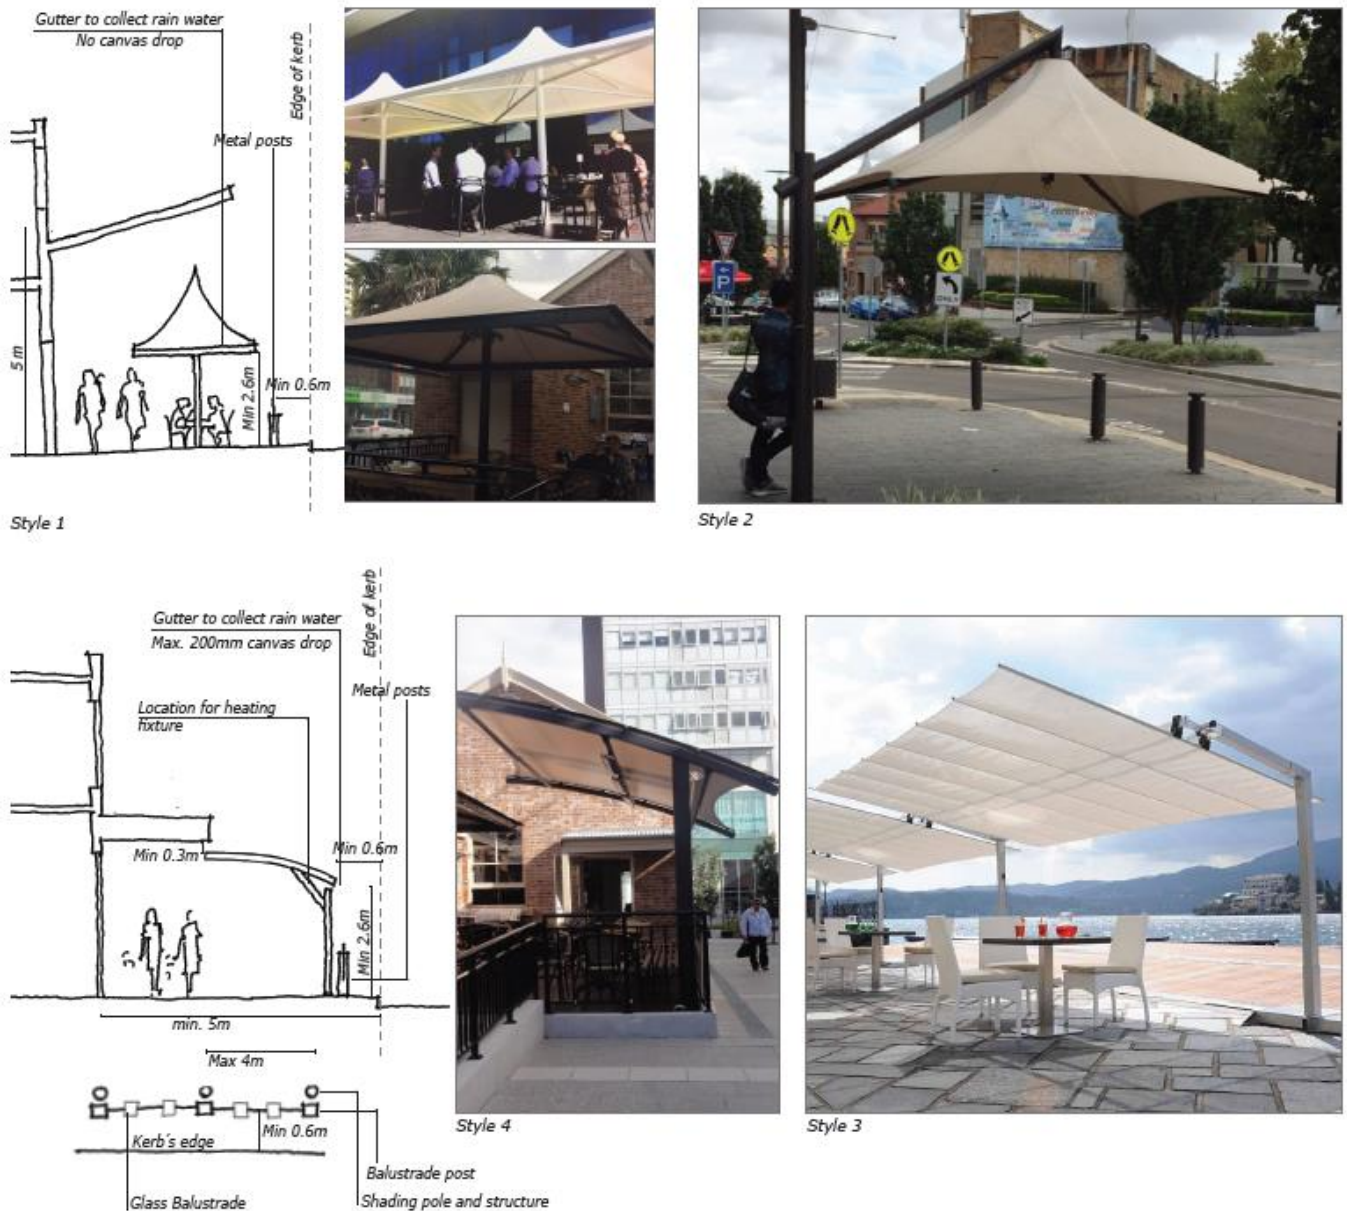 Gutter to collect rain water
No canvas drop
Edge of kerb
Metal posts
5 m
Min 2.6m
Min 0.6m
Style 1
P
ONLY
Style 2
Gutter to collect rain water
Max. 200mm canvas drop
Edge of kerb
Metal posts
Location for heating
fixture
Min 0.3m
Min 0.6m
Min 2.6m
min. 5m
Max 4m
Min 0.6m
Kerb's edge
Balustrade post
Glass Balustrade
Shading pole and structure
Style 4
Style 3